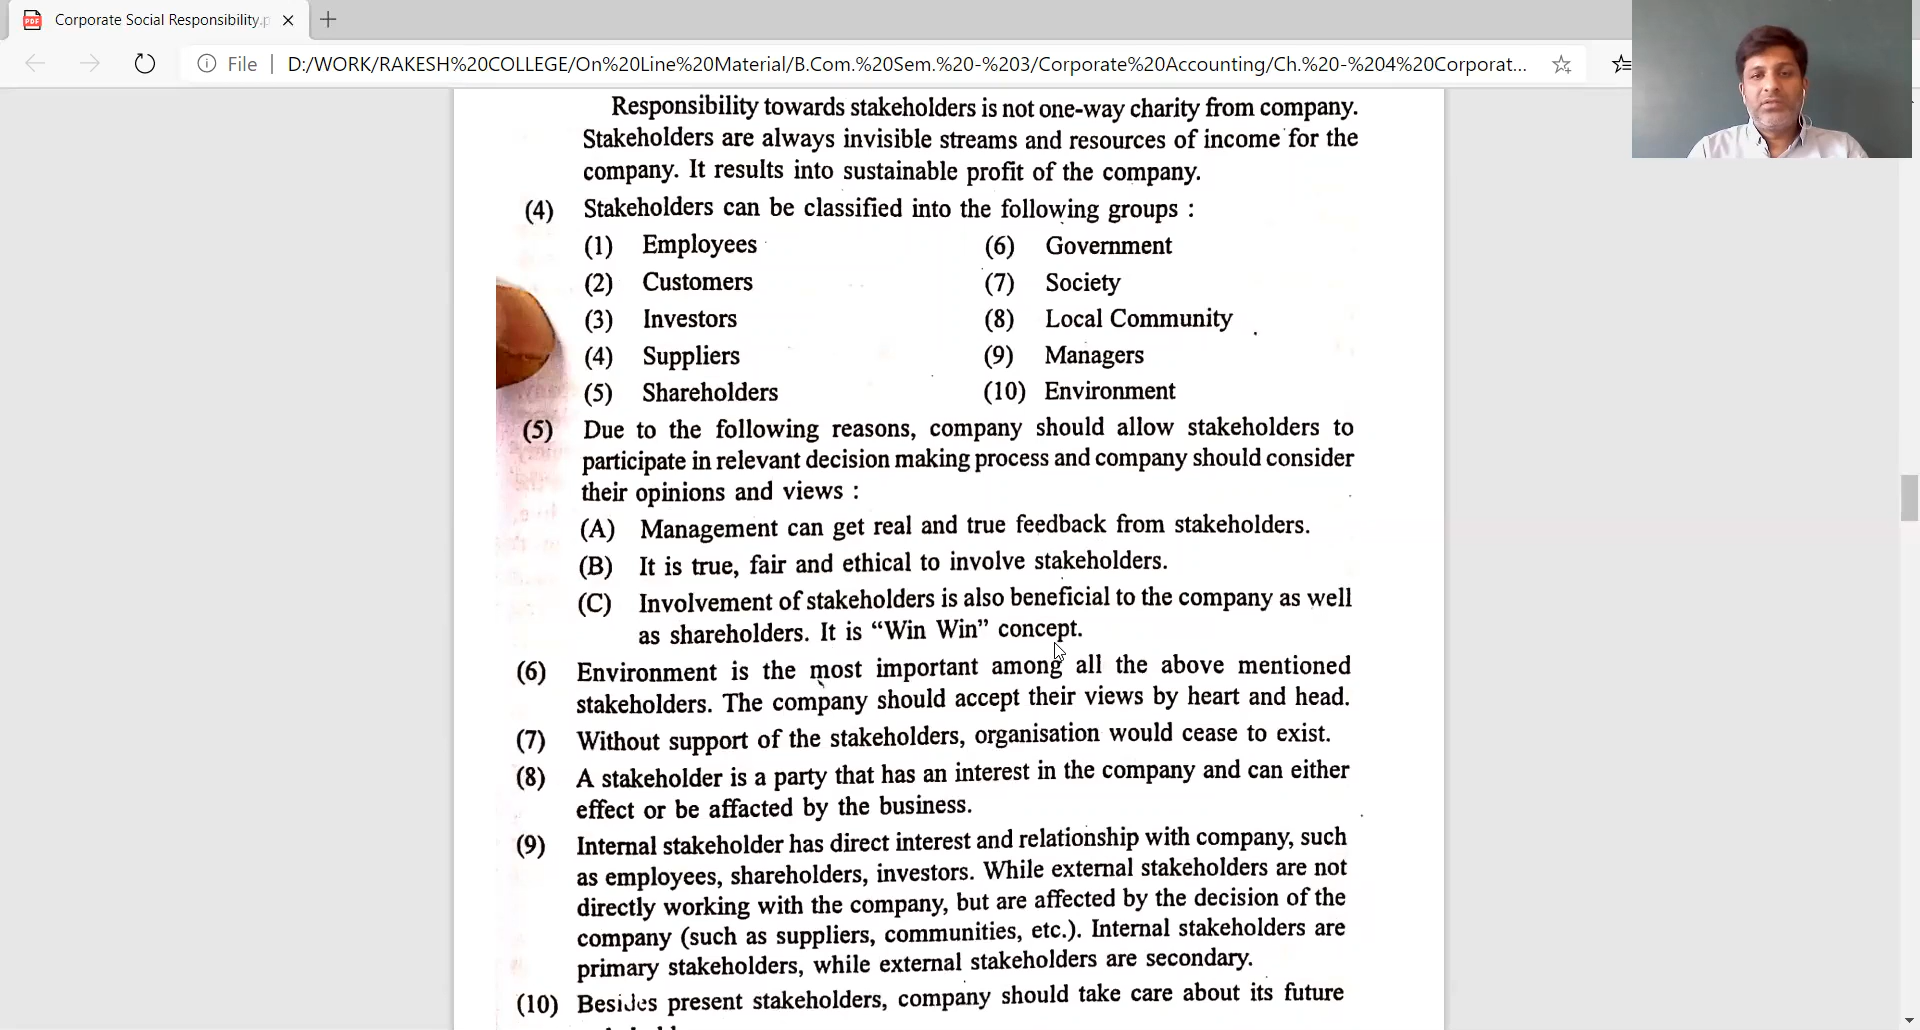 Corporate Social Responsibility.p
File
D:/WORK/RAKESH%20COLLEGE/On%20Line%20Material/B.Com.%20Sem.%20-%203/Corporate%20Accounting/Ch.%20-%204%20Corporat...
Responsibility towards stakeholders is not one-way charity from company.
Stakeholders are always invisible streams and resources of income for the
company. It results into sustainable profit of the company.
(4) Stakeholders can be classified into the following groups :
(1) Employees (6) Government
(2) Customers (7) Society
(3) Investors (8) Local Community
(4) Suppliers (9) Managers
(5) Shareholders (10) Environment
(5) Due to the following reasons, company should allow stakeholders to
participate in relevant decision making process and company should consider
their opinions and views :
(A) Management can get real and true feedback from stakeholders.
(B) It is true, fair and ethical to involve stakeholders.
(C) Involvement of stakeholders is also beneficial to the company as well
as shareholders. It is “Win Win” concept.
(6) Environment is the most important among all the above mentioned
stakeholders. The company should accept their views by heart and head.
(7) Without support of the stakeholders, organisation would cease to exist.
(8) A stakeholder is a party that has an interest in the company and can either
effect or be affacted by the business.
(9) Internal stakeholder has direct interest and relationship with company, such
as employees, shareholders, investors. While external stakeholders are not
directly working with the company, but are affected by the decision of the
company (such as suppliers, communities, etc.). Internal stakeholders are
primary stakeholders, while external stakeholders are secondary.
(10) Besides present stakeholders, company should take care about its future